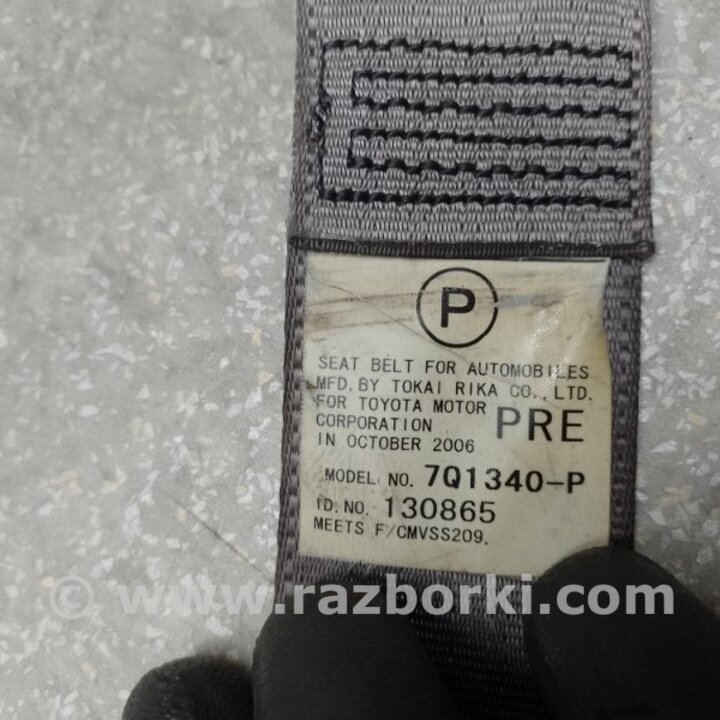 P
SEAT BELT FOR AUTOMOBILES
MFD. BY TOKAI RIKA CO., LTD.
FOR TOYOTA MOTOR
CORPORATION PRE
IN OCTOBER 2006
MODEL NO. 7Q1340-P
ID. NO. 130865
MEETS F/CMVSS209.
© www.razborki.com